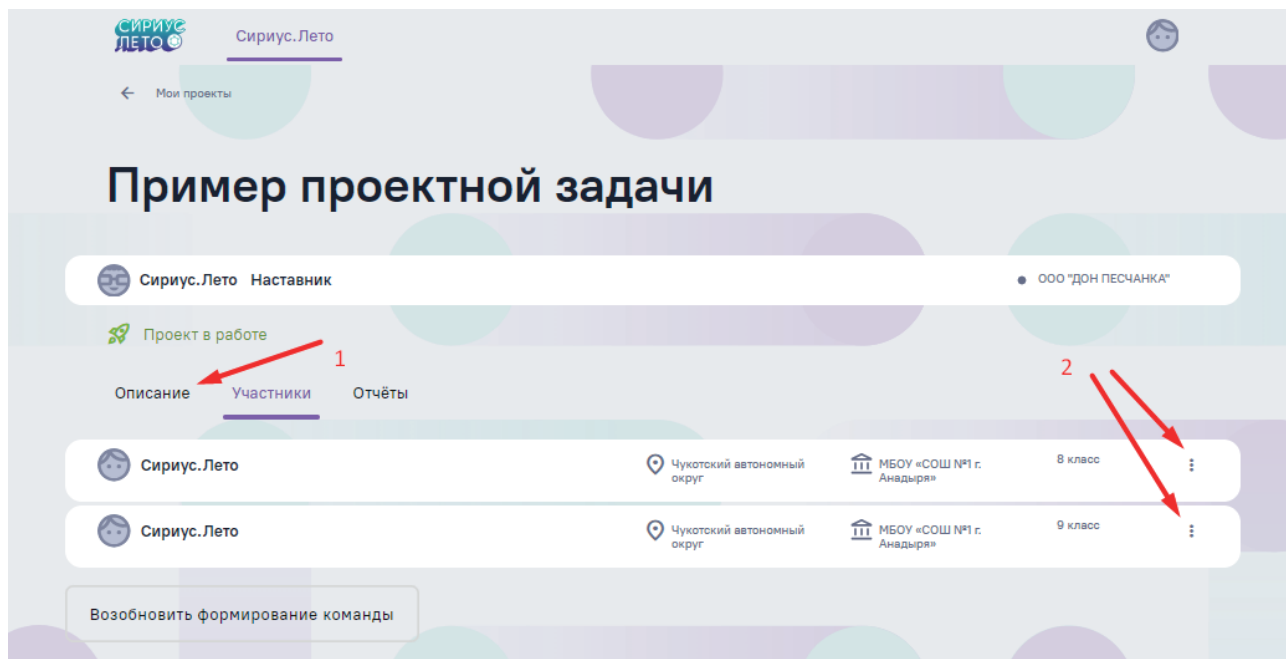 СИРИУС
ЛЕТО
Сириус.Лето
← Мои проекты
Пример проектной задачи
Сириус.Лето Наставник
ООО "ДОН ПЕСЧАНКА"
Проект в работе
1
2
Описание Участники Отчёты
Сириус.Лето
Чукотский автономный
округ
МБОУ «СОШ №1 г.
Анадыря»
8 класс
Сириус.Лето
Чукотский автономный
округ
МБОУ «СОШ №1 г.
Анадыря»
9 класс
Возобновить формирование команды